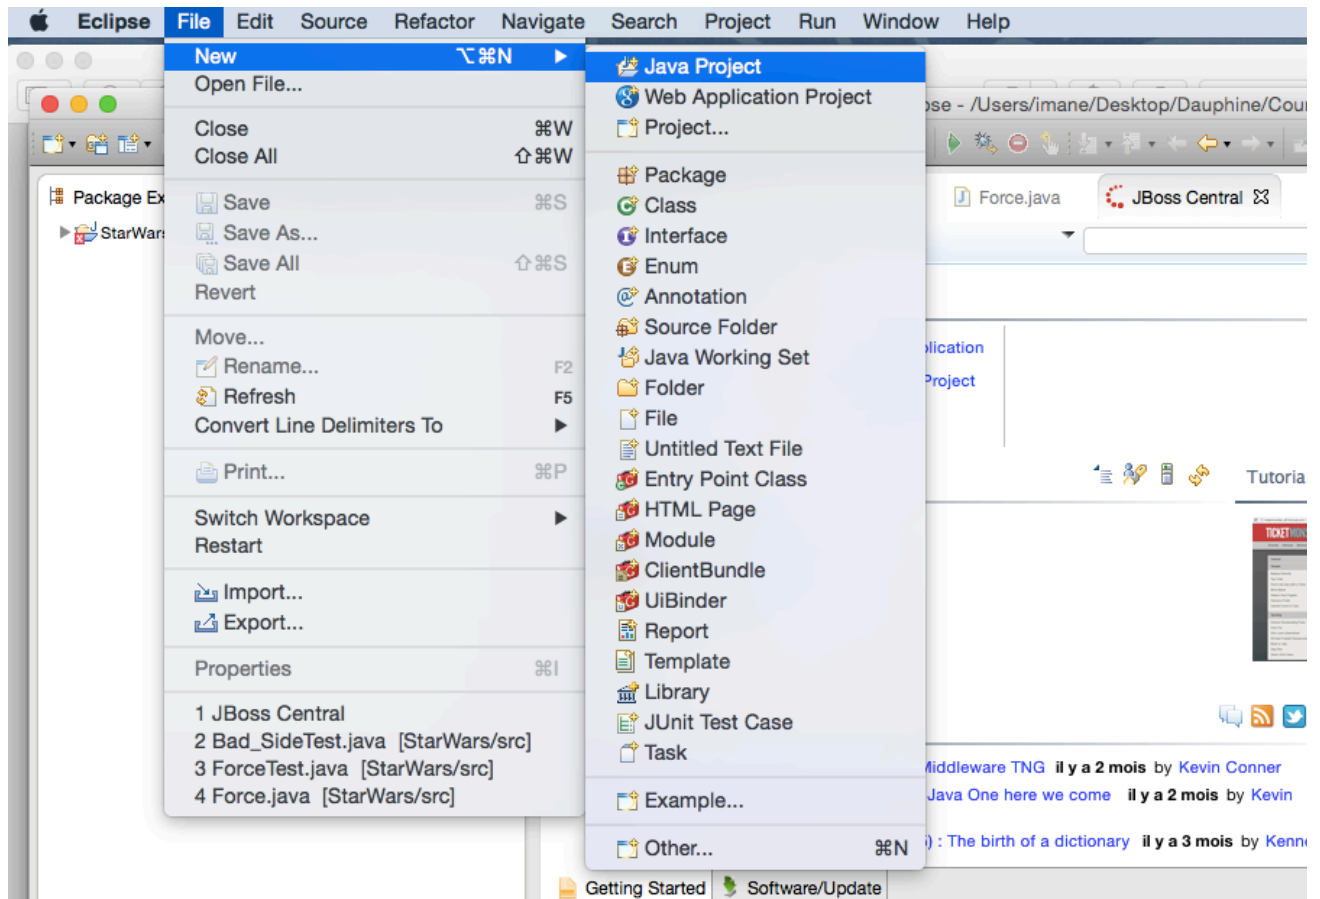 Eclipse File Edit Source Refactor Navigate Search Project Run Window Help
New ⌥⌘N ▶
Open File...
Close ⌘W
Close All ⇧⌘W
Save ⌘S
Save As...
Save All ⇧⌘S
Revert
Move...
Rename... F2
Refresh F5
Convert Line Delimiters To ▶
Print... ⌘P
Switch Workspace ▶
Restart
Import...
Export...
Properties ⌘I
1 JBoss Central
2 Bad_SideTest.java [StarWars/src]
3 ForceTest.java [StarWars/src]
4 Force.java [StarWars/src]
Java Project
Web Application Project
Project...
Package
Class
Interface
Enum
Annotation
Source Folder
Java Working Set
Folder
File
Untitled Text File
Entry Point Class
HTML Page
Module
ClientBundle
UiBinder
Report
Template
Library
JUnit Test Case
Task
Example...
Other... ⌘N
Package Ex
StarWar
ose - /Users/imane/Desktop/Dauphine/Cou
Force.java JBoss Central
lication
Project
Tutoria
Middleware TNG il y a 2 mois by Kevin Conner
Java One here we come il y a 2 mois by Kevin
) : The birth of a dictionary il y a 3 mois by Kenn
Getting Started Software/Update